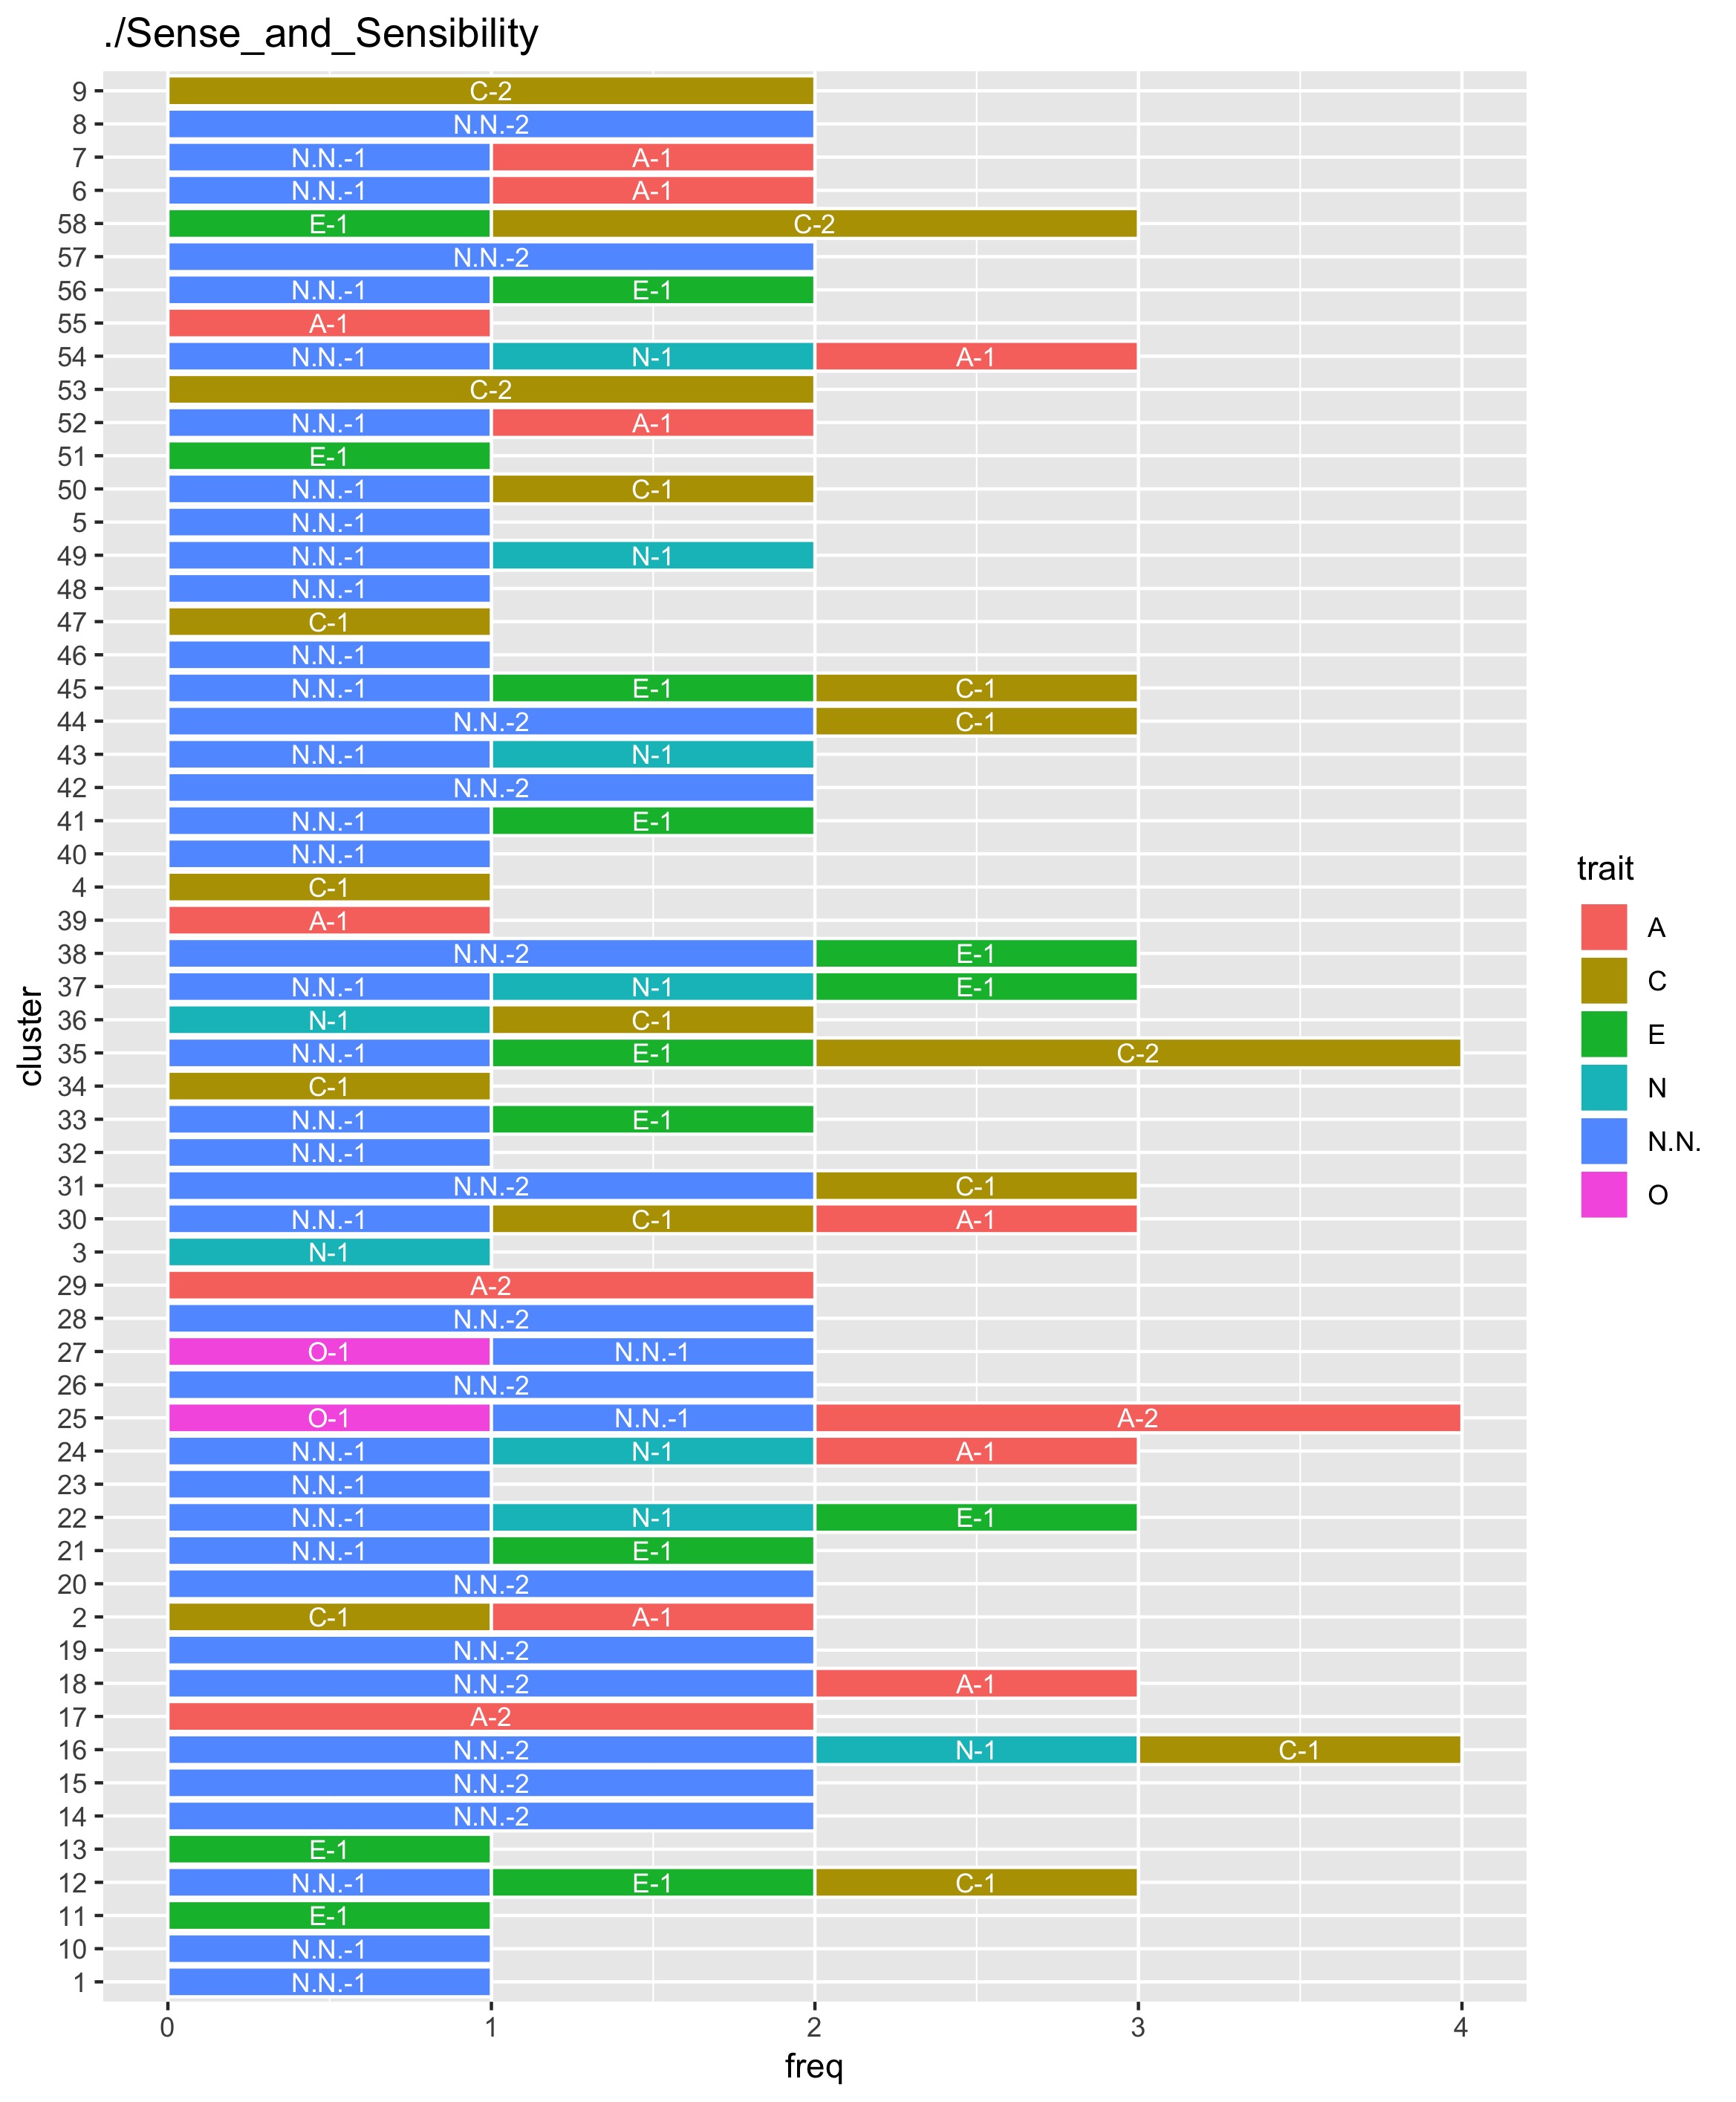 ./Sense_and_Sensibility
9 C-2
8 N.N.-2
7 N.N.-1 A-1
6 N.N.-1 A-1
58 E-1 C-2
57 N.N.-2
56 N.N.-1 E-1
55 A-1
54 N.N.-1 N-1 A-1
53 C-2
52 N.N.-1 A-1
51 E-1
50 N.N.-1 C-1
5 N.N.-1
49 N.N.-1 N-1
48 N.N.-1
47 C-1
46 N.N.-1
45 N.N.-1 E-1 C-1
44 N.N.-2 C-1
43 N.N.-1 N-1
42 N.N.-2
41 N.N.-1 E-1
40 N.N.-1
4 C-1
39 A-1
38 N.N.-2 E-1
37 N.N.-1 N-1 E-1
36 N-1 C-1
35 N.N.-1 E-1 C-2
34 C-1
33 N.N.-1 E-1
32 N.N.-1
31 N.N.-2 C-1
30 N.N.-1 C-1 A-1
3 N-1
29 A-2
28 N.N.-2
27 O-1 N.N.-1
26 N.N.-2
25 O-1 N.N.-1 A-2
24 N.N.-1 N-1 A-1
23 N.N.-1
22 N.N.-1 N-1 E-1
21 N.N.-1 E-1
20 N.N.-2
2 C-1 A-1
19 N.N.-2
18 N.N.-2 A-1
17 A-2
16 N.N.-2 N-1 C-1
15 N.N.-2
14 N.N.-2
13 E-1
12 N.N.-1 E-1 C-1
11 E-1
10 N.N.-1
1 N.N.-1
0 1 2 3 4
freq
cluster
trait
A
C
E
N
N.N.
O